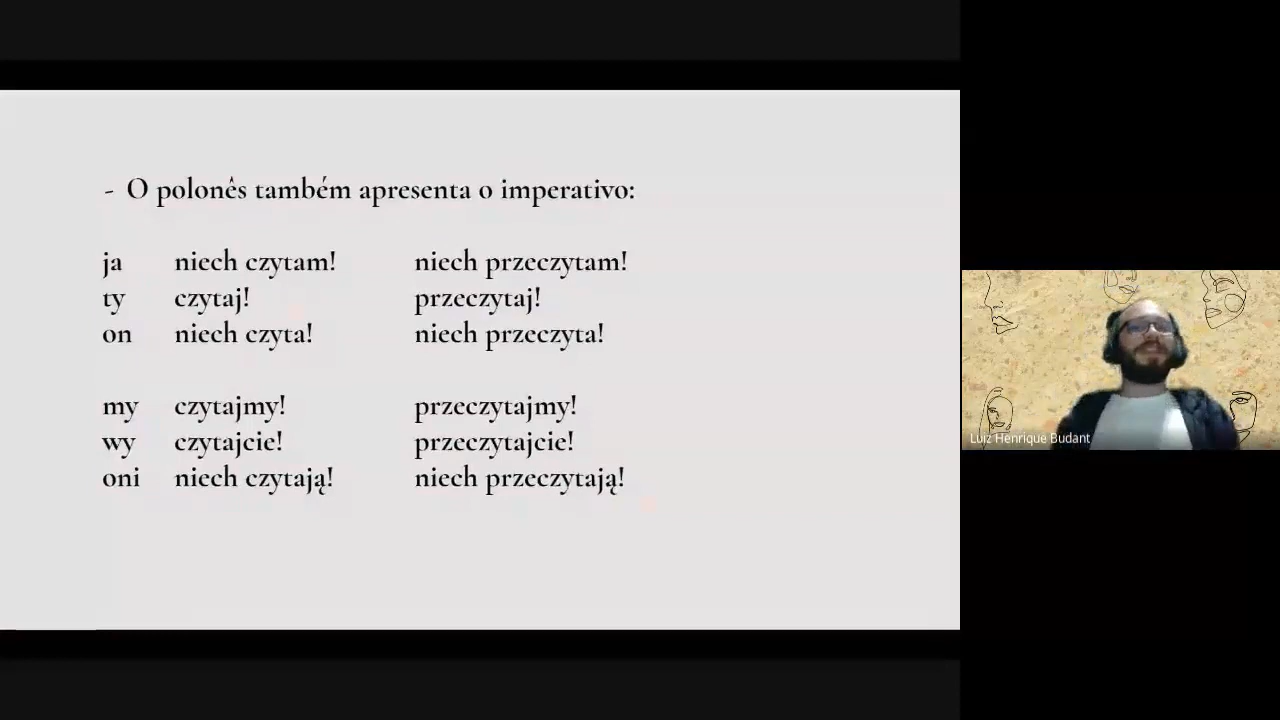 - O polonês também apresenta o imperativo:
ja niech czytam! niech przeczytam!
ty czytaj! przeczytaj!
on niech czyta! niech przeczyta!
my czytajmy! przeczytajmy!
wy czytajcie! przeczytajcie!
oni niech czytają! niech przeczytają!
Luiz Henrique Budant